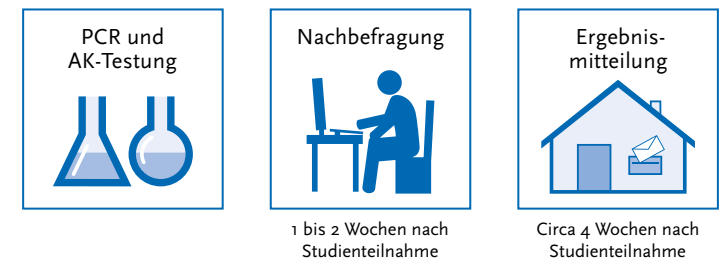 PCR und
AK-Testung
Nachbefragung
1 bis 2 Wochen nach
Studienteilnahme
Ergebnis-
mitteilung
Circa 4 Wochen nach
Studienteilnahme